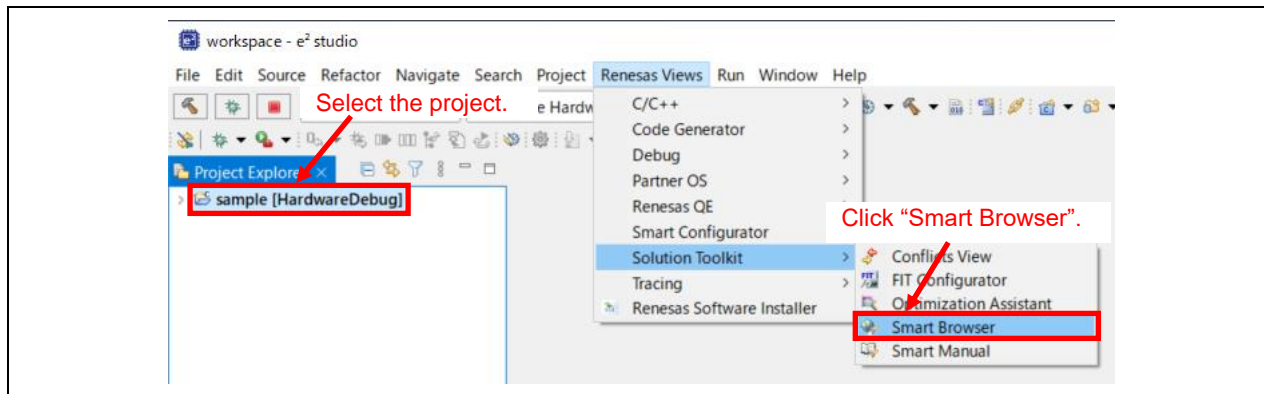 workspace - e² studio
File Edit Source Refactor Navigate Search Project Renesas Views Run Window Help
Select the project.
e Hardw
C/C++
Code Generator
Debug
Project Explorer
Partner OS
sample [HardwareDebug]
Renesas QE
Click “Smart Browser”.
Smart Configurator
Solution Toolkit
Conflicts View
Tracing
FIT Configurator
Renesas Software Installer
Optimization Assistant
Smart Browser
Smart Manual